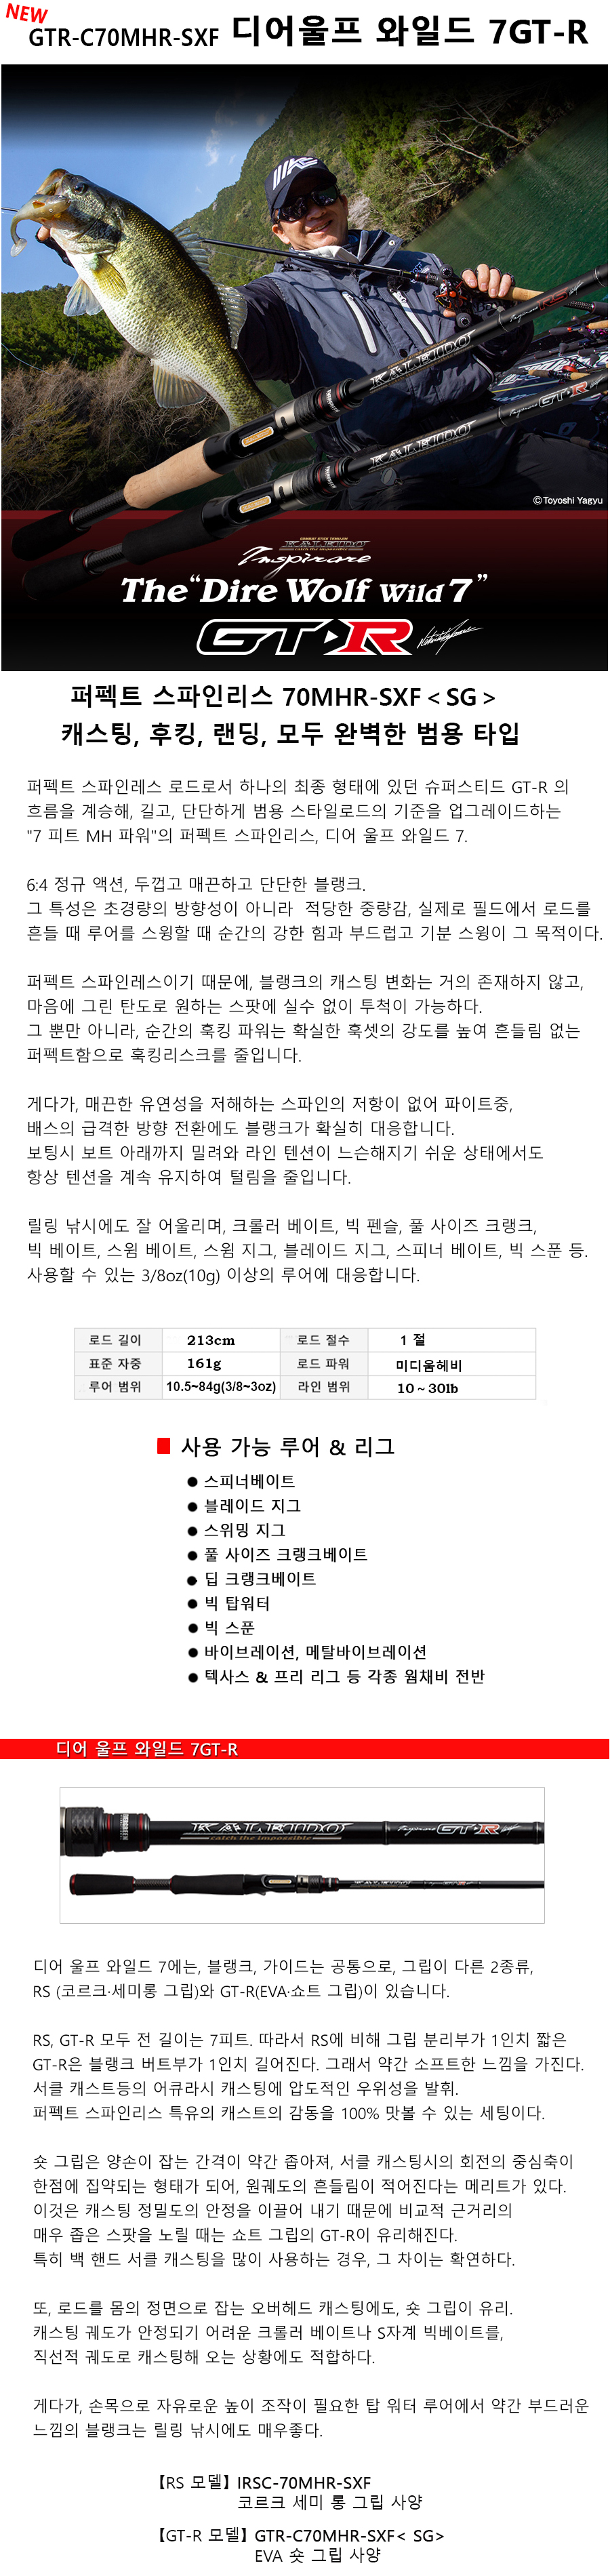 NEW
GTR-C70MHR-SXF 디어울프 와일드 7GT-R
KALEIDO
Inspirare RS
KALEIDO
Inspirare GT-R
©Toyoshi Yagyu
COMBAT STICK TEMUJIN
KALEIDO
catch the impossible
Inspirare
The "Dire Wolf Wild 7"
GT-R
퍼펙트 스파인리스 70MHR-SXF < SG >
캐스팅, 후킹, 랜딩, 모두 완벽한 범용 타입
퍼펙트 스파인레스 로드로서 하나의 최종 형태에 있던 슈퍼스티드 GT-R 의
흐름을 계승해, 길고, 단단하게 범용 스타일로드의 기준을 업그레이드하는
"7 피트 MH 파워"의 퍼펙트 스파인리스, 디어 울프 와일드 7.
6:4 정규 액션, 두껍고 매끈하고 단단한 블랭크.
그 특성은 초경량의 방향성이 아니라 적당한 중량감, 실제로 필드에서 로드를
흔들 때 루어를 스윙할 때 순간의 강한 힘과 부드럽고 기분 스윙이 그 목적이다.
퍼펙트 스파인레스이기 때문에, 블랭크의 캐스팅 변화는 거의 존재하지 않고,
마음에 그린 탄도로 원하는 스팟에 실수 없이 투척이 가능하다.
그 뿐만 아니라, 순간의 훅킹 파워는 확실한 훅셋의 강도를 높여 흔들림 없는
퍼펙트함으로 훅킹리스크를 줄입니다.
게다가, 매끈한 유연성을 저해하는 스파인의 저항이 없어 파이트중,
배스의 급격한 방향 전환에도 블랭크가 확실히 대응합니다.
보팅시 보트 아래까지 밀려와 라인 텐션이 느슨해지기 쉬운 상태에서도
항상 텐션을 계속 유지하여 털림을 줄입니다.
릴링 낚시에도 잘 어울리며, 크롤러 베이트, 빅 펜슬, 풀 사이즈 크랭크,
빅 베이트, 스윔 베이트, 스윔 지그, 블레이드 지그, 스피너 베이트, 빅 스푼 등.
사용할 수 있는 3/8oz(10g) 이상의 루어에 대응합니다.
로드 길이 213cm 로드 절수 1 절
표준 자중 161g 로드 파워 미디움헤비
루어 범위 10.5~84g(3/8~3oz) 라인 범위 10 ~ 30lb
사용 가능 루어 & 리그
● 스피너베이트
● 블레이드 지그
● 스위밍 지그
● 풀 사이즈 크랭크베이트
● 딥 크랭크베이트
● 빅 탑워터
● 빅 스푼
● 바이브레이션, 메탈바이브레이션
● 텍사스 & 프리 리그 등 각종 웜채비 전반
디어 울프 와일드 7GT-R
KALEIDO
catch the impossible
Inspirare GT-R
디어 울프 와일드 7에는, 블랭크, 가이드는 공통으로, 그립이 다른 2종류,
RS (코르크·세미롱 그립)와 GT-R(EVA·쇼트 그립)이 있습니다.
RS, GT-R 모두 전 길이는 7피트. 따라서 RS에 비해 그립 분리부가 1인치 짧은
GT-R은 블랭크 버트부가 1인치 길어진다. 그래서 약간 소프트한 느낌을 가진다.
서클 캐스트등의 어큐라시 캐스팅에 압도적인 우위성을 발휘.
퍼펙트 스파인리스 특유의 캐스트의 감동을 100% 맛볼 수 있는 세팅이다.
숏 그립은 양손이 잡는 간격이 약간 좁아져, 서클 캐스팅시의 회전의 중심축이
한점에 집약되는 형태가 되어, 원궤도의 흔들림이 적어진다는 메리트가 있다.
이것은 캐스팅 정밀도의 안정을 이끌어 내기 때문에 비교적 근거리의
매우 좁은 스팟을 노릴 때는 쇼트 그립의 GT-R이 유리해진다.
특히 백 핸드 서클 캐스팅을 많이 사용하는 경우, 그 차이는 확연하다.
또, 로드를 몸의 정면으로 잡는 오버헤드 캐스팅에도, 숏 그립이 유리.
캐스팅 궤도가 안정되기 어려운 크롤러 베이트나 S자계 빅베이트를,
직선적 궤도로 캐스팅해 오는 상황에도 적합하다.
게다가, 손목으로 자유로운 높이 조작이 필요한 탑 워터 루어에서 약간 부드러운
느낌의 블랭크는 릴링 낚시에도 매우좋다.
【RS 모델】 IRSC-70MHR-SXF
코르크 세미 롱 그립 사양
【GT-R 모델】 GTR-C70MHR-SXF< SG>
EVA 숏 그립 사양